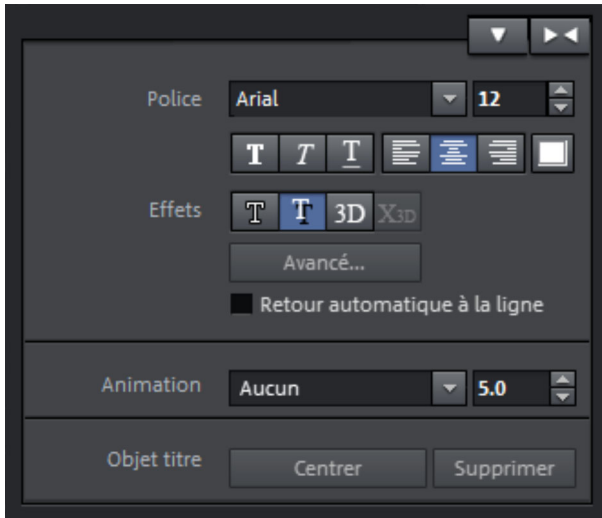 Police Arial 12
T T T
Effets T T 3D X3D
Avancé...
Retour automatique à la ligne
Animation Aucun 5.0
Objet titre Centrer Supprimer